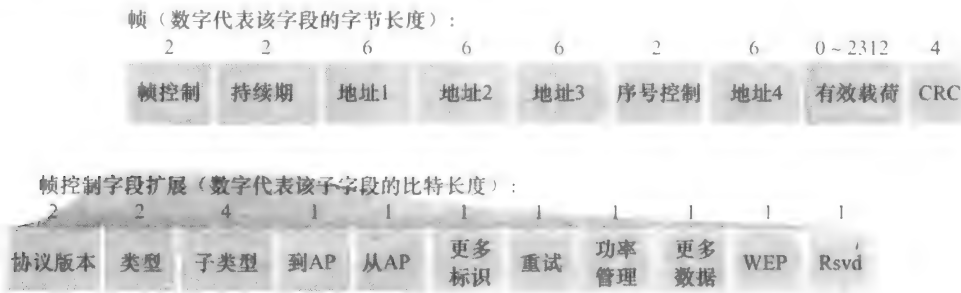 帧（数字代表该字段的字节长度）：
2 2 6 6 6 2 6 0~2312 4
帧控制 持续期 地址1 地址2 地址3 序号控制 地址4 有效载荷 CRC
帧控制字段扩展（数字代表该子字段的比特长度）：
2 2 4 1 1 1 1 1 1 1 1
协议版本 类型 子类型 到AP 从AP 更多标识 重试 功率管理 更多数据 WEP Rsvd